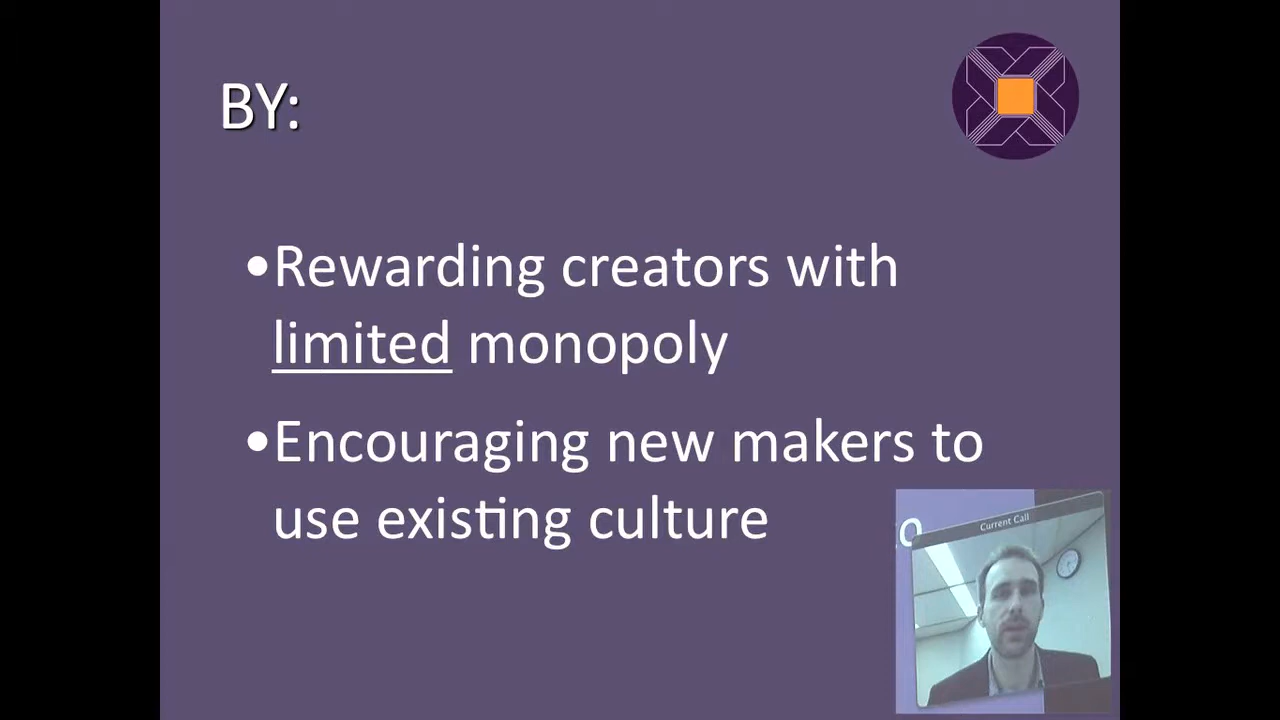 BY:
•Rewarding creators with
limited monopoly
•Encouraging new makers to
use existing culture
Current Call